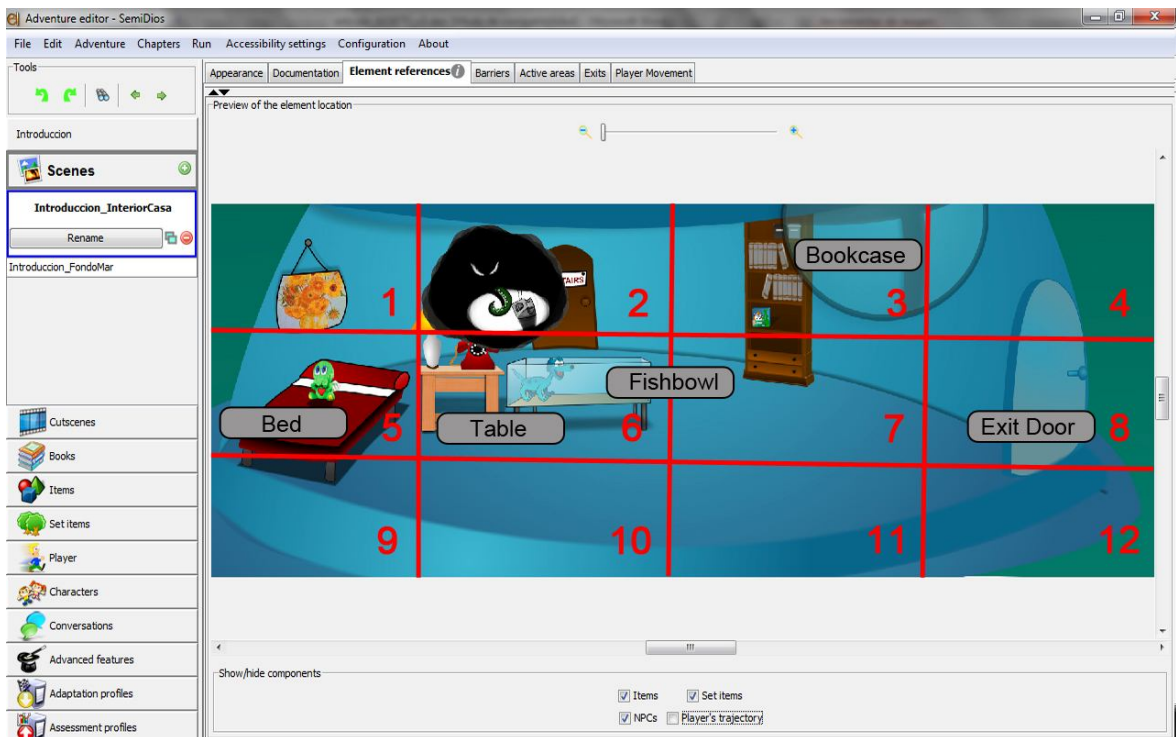 Adventure editor - SemiDios
File Edit Adventure Chapters Run Accessibility settings Configuration About
Tools
Introduccion
Scenes
Introduccion_InteriorCasa
Rename
Introduccion_FondoMar
Cutscenes
Books
Items
Set items
Player
Characters
Conversations
Advanced features
Adaptation profiles
Assessment profiles
Appearance Documentation Element references Barriers Active areas Exits Player Movement
Preview of the element location
AIRS
Bookcase
1 2 3 4
Fishbowl
Bed Table Exit Door
5 6 7 8
9 10 11 12
Show/hide components
Items Set items
NPCs Player's trajectory